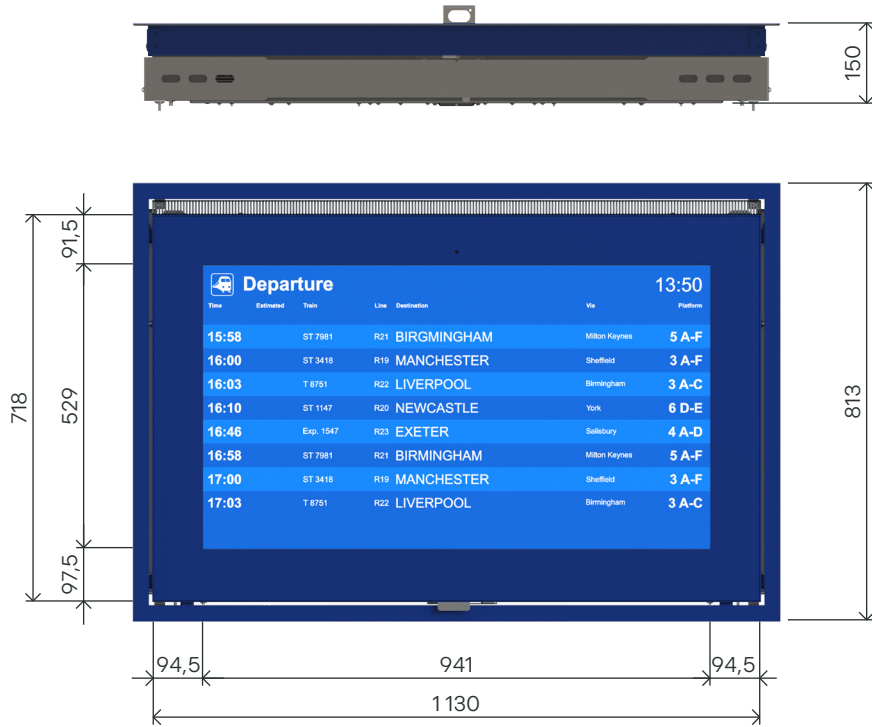 150
91,5
718
529
813
97,5
Departure 13:50
Time Estimated Train Line Destination Via Platform
15:58 ST 7981 R21 BIRGMINGHAM Milton Keynes 5 A-F
16:00 ST 3418 R19 MANCHESTER Sheffield 3 A-F
16:03 T 8751 R22 LIVERPOOL Birmingham 3 A-C
16:10 ST 1147 R20 NEWCASTLE York 6 D-E
16:46 Exp. 1547 R23 EXETER Salisbury 4 A-D
16:58 ST 7981 R21 BIRMINGHAM Milton Keynes 5 A-F
17:00 ST 3418 R19 MANCHESTER Sheffield 3 A-F
17:03 T 8751 R22 LIVERPOOL Birmingham 3 A-C
94,5 941 94,5
1130